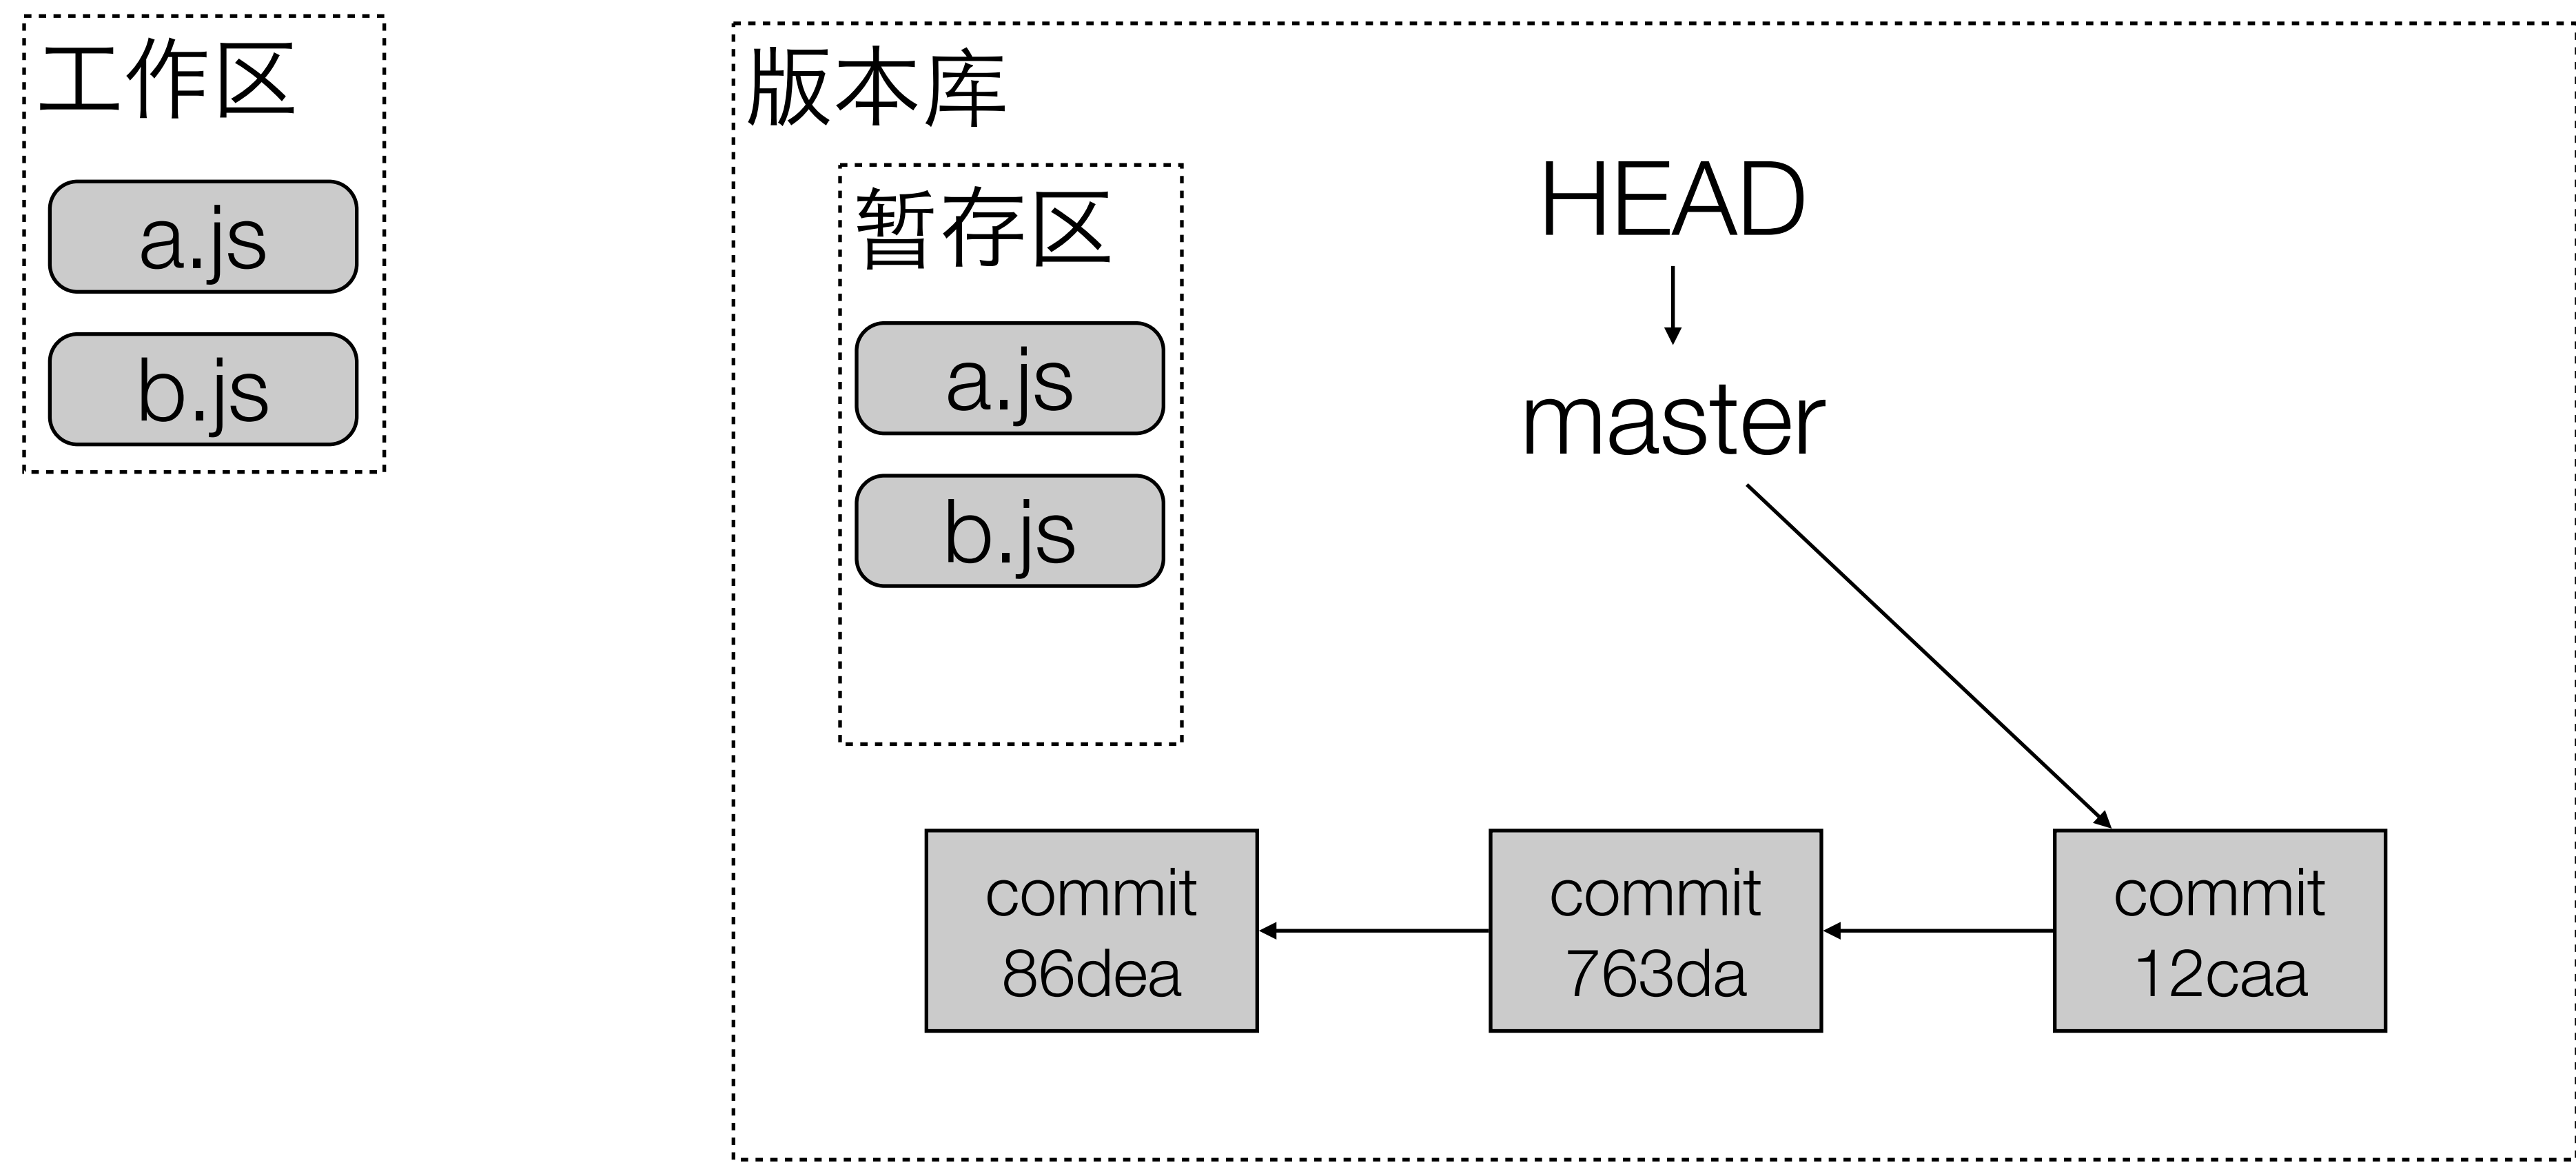 工作区
a.js
b.js
版本库
暂存区
a.js
b.js
HEAD
master
commit
86dea
commit
763da
commit
12caa